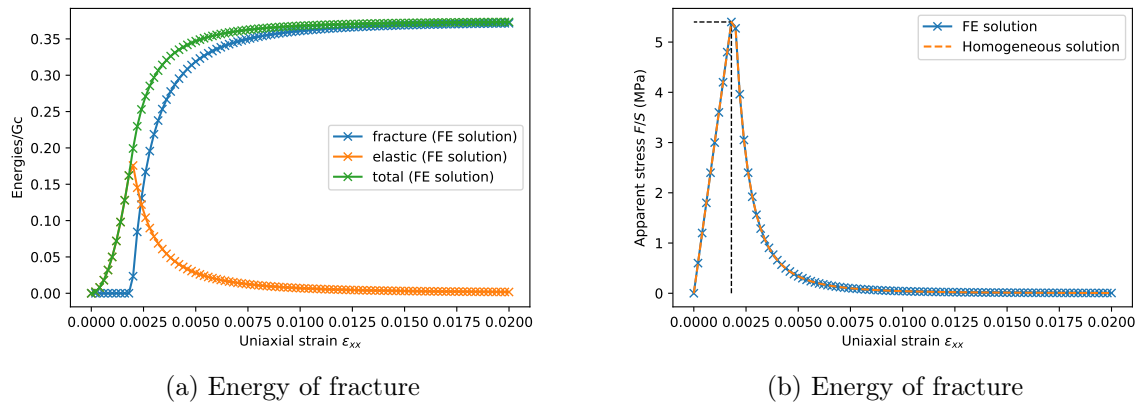 0.35
0.30
0.25
0.20
0.15
0.10
0.05
0.00
Energies/Gc
fracture (FE solution)
elastic (FE solution)
total (FE solution)
0.0000 0.0025 0.0050 0.0075 0.0100 0.0125 0.0150 0.0175 0.0200
Uniaxial strain εxx
(a) Energy of fracture
5
4
3
2
1
0
Apparent stress F/S (MPa)
FE solution
Homogeneous solution
0.0000 0.0025 0.0050 0.0075 0.0100 0.0125 0.0150 0.0175 0.0200
Uniaxial strain εxx
(b) Energy of fracture